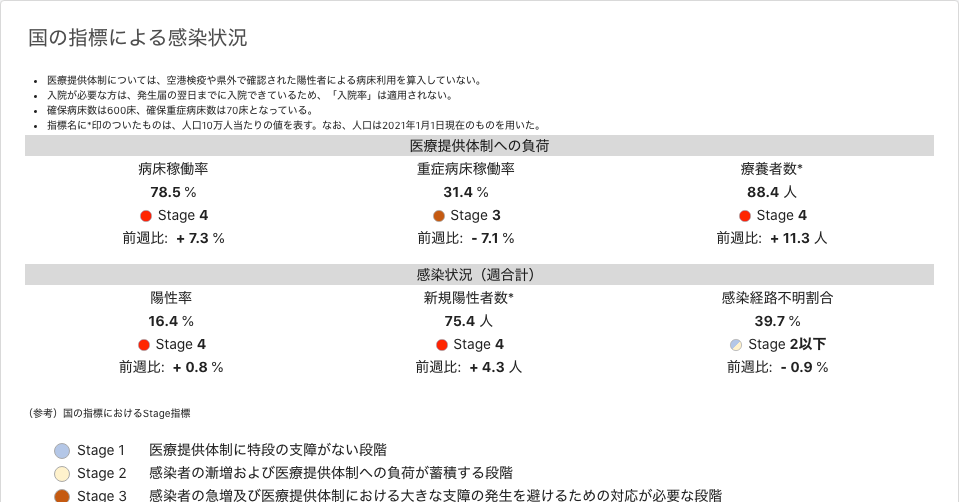 国の指標による感染状況
• 医療提供体制については、空港検疫や県外で確認された陽性者による病床利用を算入していない。
• 入院が必要な方は、発生届の翌日までに入院できているため、「入院率」は適用されない。
• 確保病床数は600床、確保重症病床数は70床となっている。
• 指標名に*印のついたものは、人口10万人当たりの値を表す。なお、人口は2021年1月1日現在のものを用いた。
医療提供体制への負荷
病床稼働率 重症病床稼働率 療養者数*
78.5 % 31.4 % 88.4 人
Stage 4 Stage 3 Stage 4
前週比: + 7.3 % 前週比: - 7.1 % 前週比: + 11.3 人
感染状況（週合計）
陽性率 新規陽性者数* 感染経路不明割合
16.4 % 75.4 人 39.7 %
Stage 4 Stage 4 Stage 2以下
前週比: + 0.8 % 前週比: + 4.3 人 前週比: - 0.9 %
（参考）国の指標におけるStage指標
Stage 1 医療提供体制に特段の支障がない段階
Stage 2 感染者の漸増および医療提供体制への負荷が蓄積する段階
Stage 3 感染者の急増及び医療提供体制における大きな支障の発生を避けるための対応が必要な段階